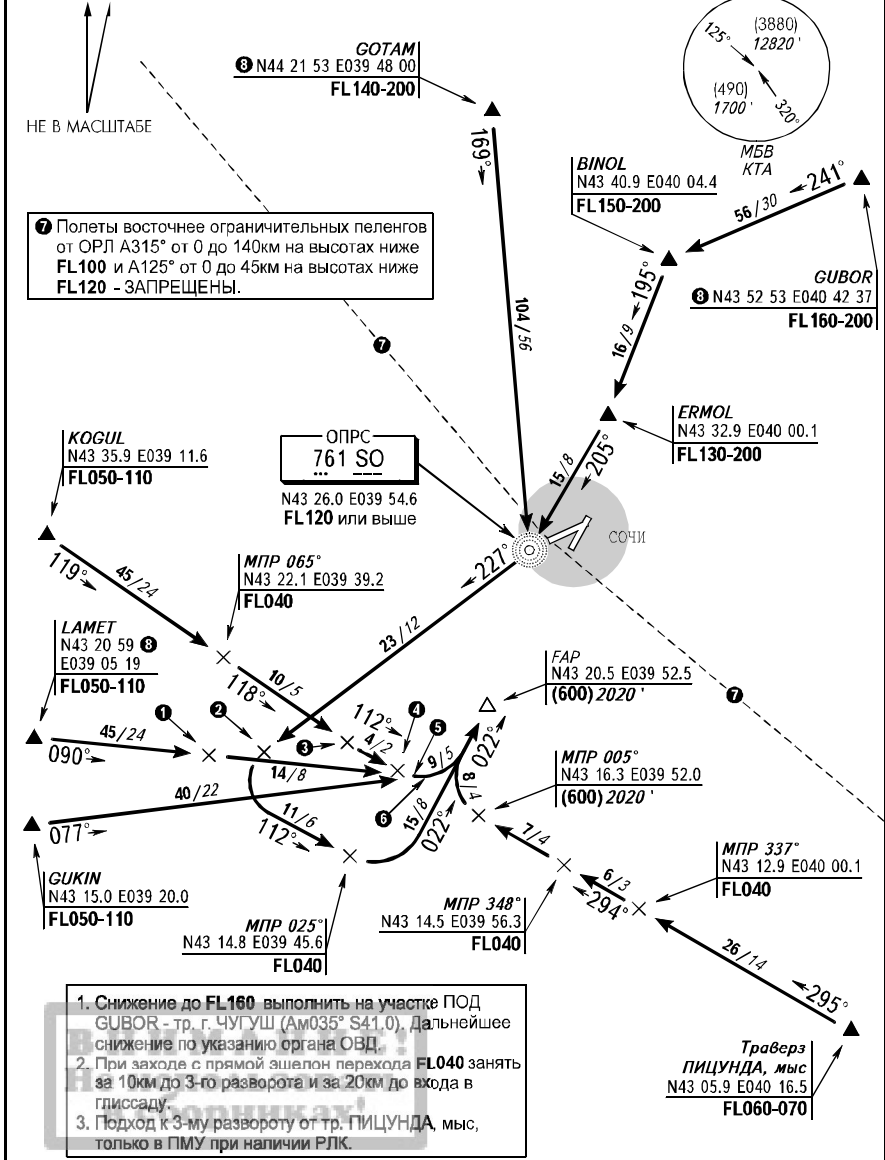 GOTAM
❽ N44 21 53 E039 48 00
FL140-200
НЕ В МАСШТАБЕ
125°
(3880)
12820 '
(490)
1700 '
320°
МБВ
КТА
169°
104/56
BINOL
N43 40.9 E040 04.4
FL150-200
241°
56/30
GUBOR
❽ N43 52 53 E040 42 37
FL160-200
❼ Полеты восточнее ограничительных пеленгов
от ОРЛ А315° от 0 до 140км на высотах ниже
FL100 и А125° от 0 до 45км на высотах ниже
FL120 - ЗАПРЕЩЕНЫ.
195°
16/9
❼
ERMOL
N43 32.9 E040 00.1
FL130-200
205°
15/8
KOGUL
N43 35.9 E039 11.6
FL050-110
ОПРС
761 SO
N43 26.0 E039 54.6
FL120 или выше
СОЧИ
119°
45/24
МПР 065°
N43 22.1 E039 39.2
FL040
227°
23/12
LAMET
N43 20 59 ❽
E039 05 19
FL050-110
FAP
N43 20.5 E039 52.5
(600) 2020 '
❼
10/5
118°
112°
4/2
❶
❷
❸
❹
❺
❻
090°
45/24
14/8
9/5
022°
40/22
077°
11/6
112°
15/8
022°
8/4
МПР 005°
N43 16.3 E039 52.0
(600) 2020 '
7/4
GUKIN
N43 15.0 E039 20.0
FL050-110
МПР 025°
N43 14.8 E039 45.6
FL040
МПР 348°
N43 14.5 E039 56.3
FL040
6/3
294°
МПР 337°
N43 12.9 E040 00.1
FL040
26/14
295°
Траверз
ПИЦУНДА, мыс
N43 05.9 E040 16.5
FL060-070
1. Снижение до FL160 выполнить на участке ПОД
GUBOR - тр. г. ЧУГУШ (Ам035° S41,0). Дальнейшее
снижение по указанию органа ОВД.
2. При заходе с прямой эшелон перехода FL040 занять
за 10км до 3-го разворота и за 20км до входа в
глиссаду.
3. Подход к 3-му развороту от тр. ПИЦУНДА, мыс,
только в ПМУ при наличии РЛК.
ВНИМАНИЕ!
сборниках!